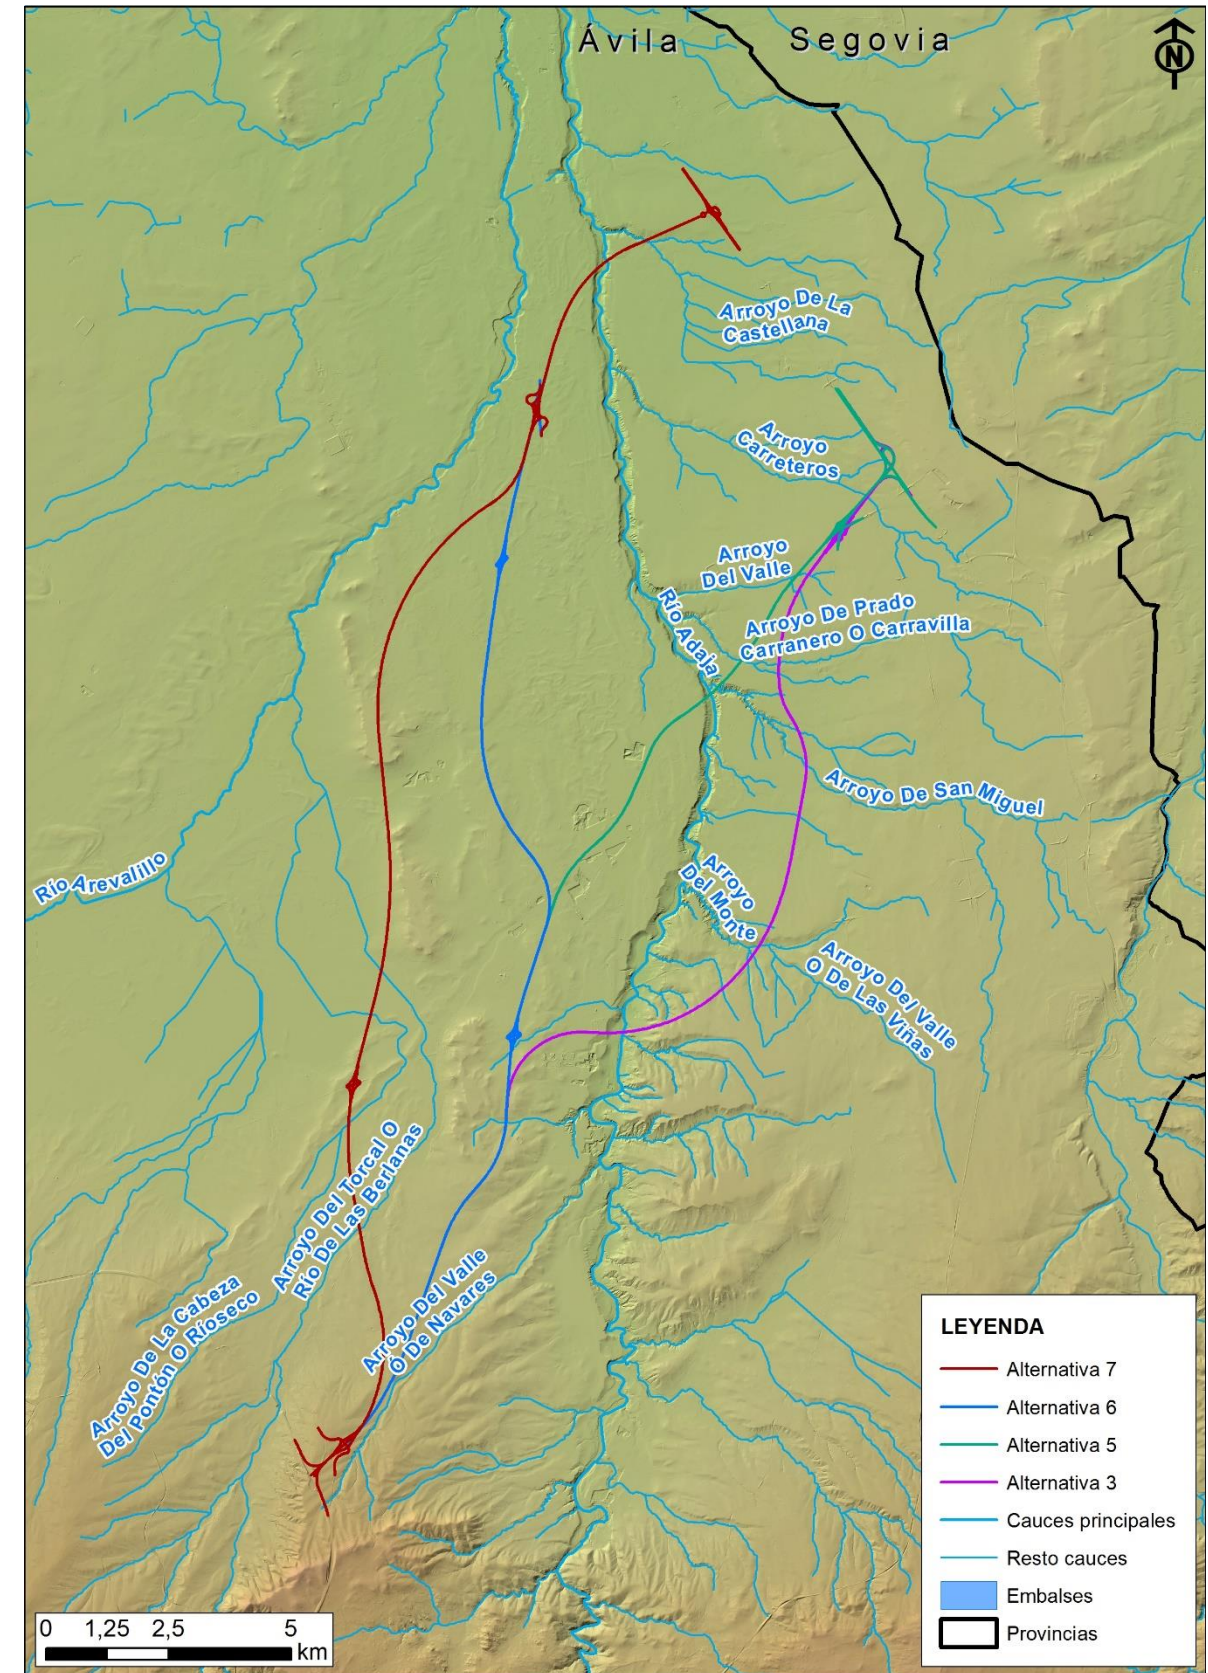 Ávila
Segovia
N
Arroyo De La
Castellana
Arroyo
Carreteros
Arroyo
Del Valle
Río Adaja
Arroyo De Prado
Carranero O Carravilla
Arroyo De San Miguel
Río Arevalillo
Arroyo
Del Monte
Arroyo Del Valle
O De Las Viñas
Arroyo Del Torcal O
Río De Las Berlanas
Arroyo De La Cabeza
Del Pontón O Ríoseco
Arroyo Del Valle
Ó De Navares
LEYENDA
Alternativa 7
Alternativa 6
Alternativa 5
Alternativa 3
Cauces principales
Resto cauces
Embalses
Provincias
0 1,25 2,5 5
km